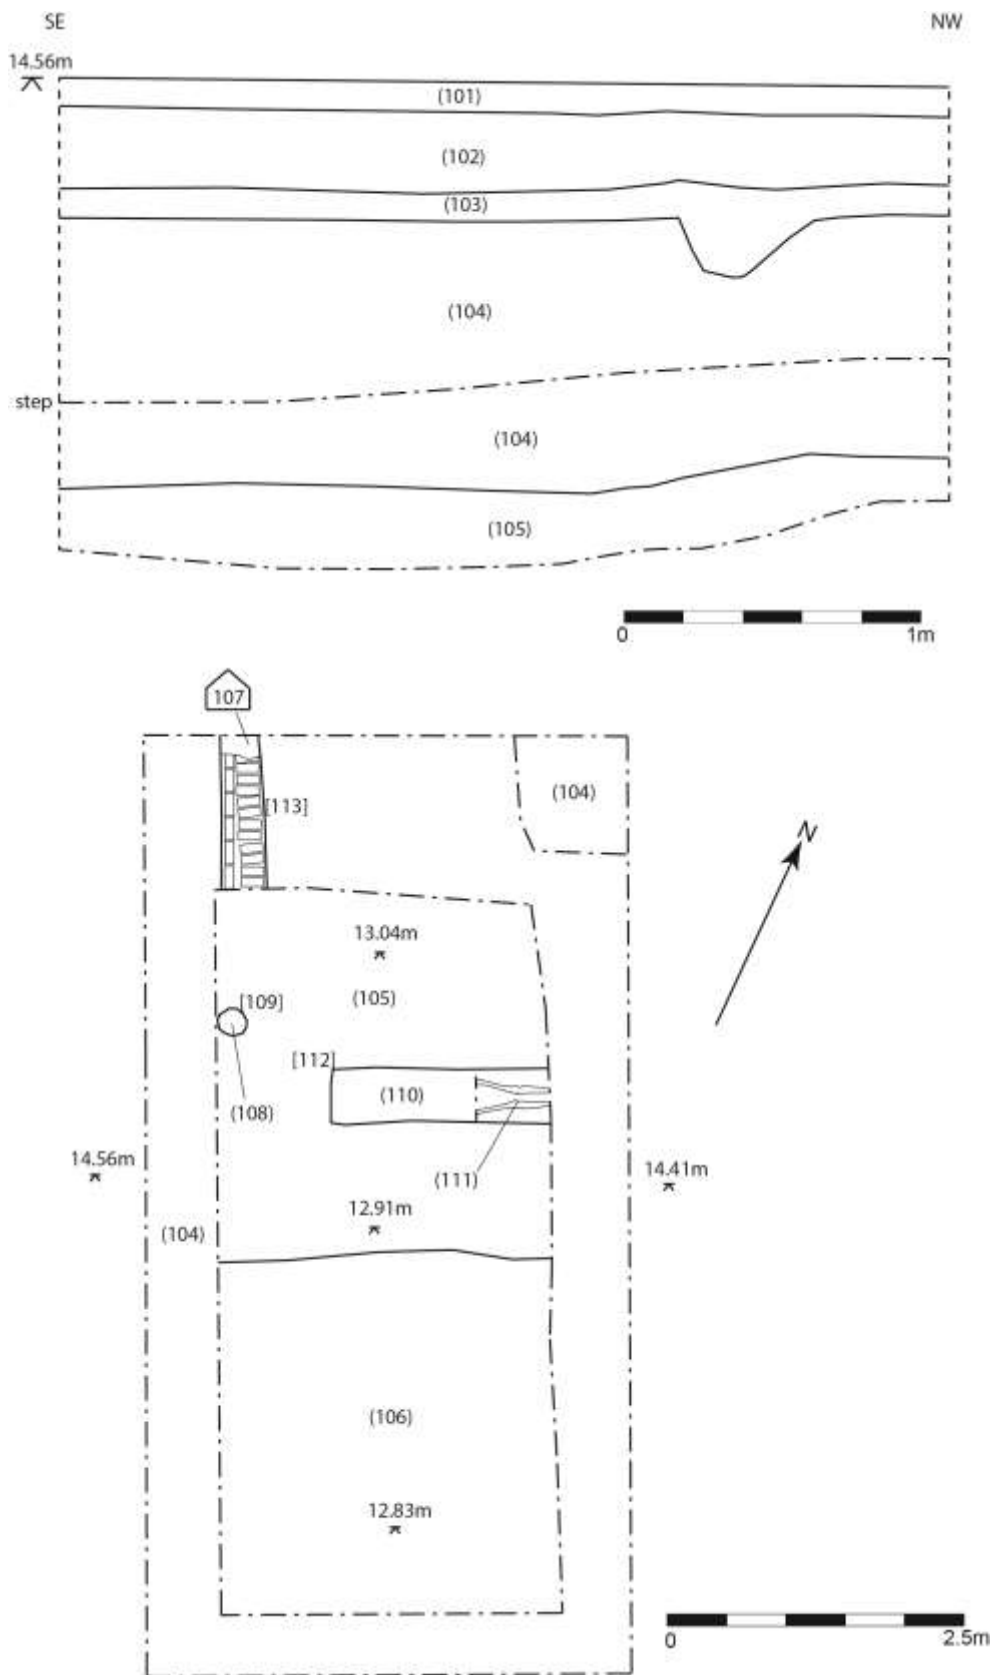 SE NW
14.56m
(101)
(102)
(103)
(104)
step
(104)
(105)
0 1m
107
(104)
[113]
N
13.04m
[109]
(105)
[112]
(110)
(108)
14.56m
(111)
14.41m
12.91m
(104)
(106)
12.83m
0 2.5m